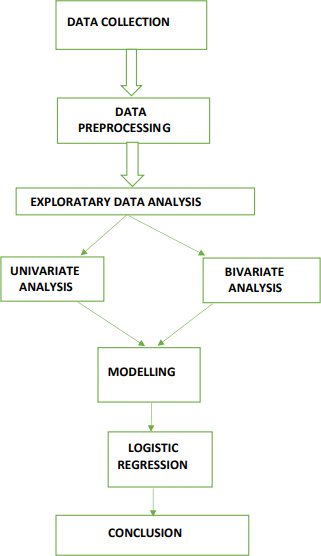 DATA COLLECTION
DATA
PREPROCESSING
EXPLORATARY DATA ANALYSIS
UNIVARIATE
ANALYSIS
BIVARIATE
ANALYSIS
MODELLING
LOGISTIC
REGRESSION
CONCLUSION